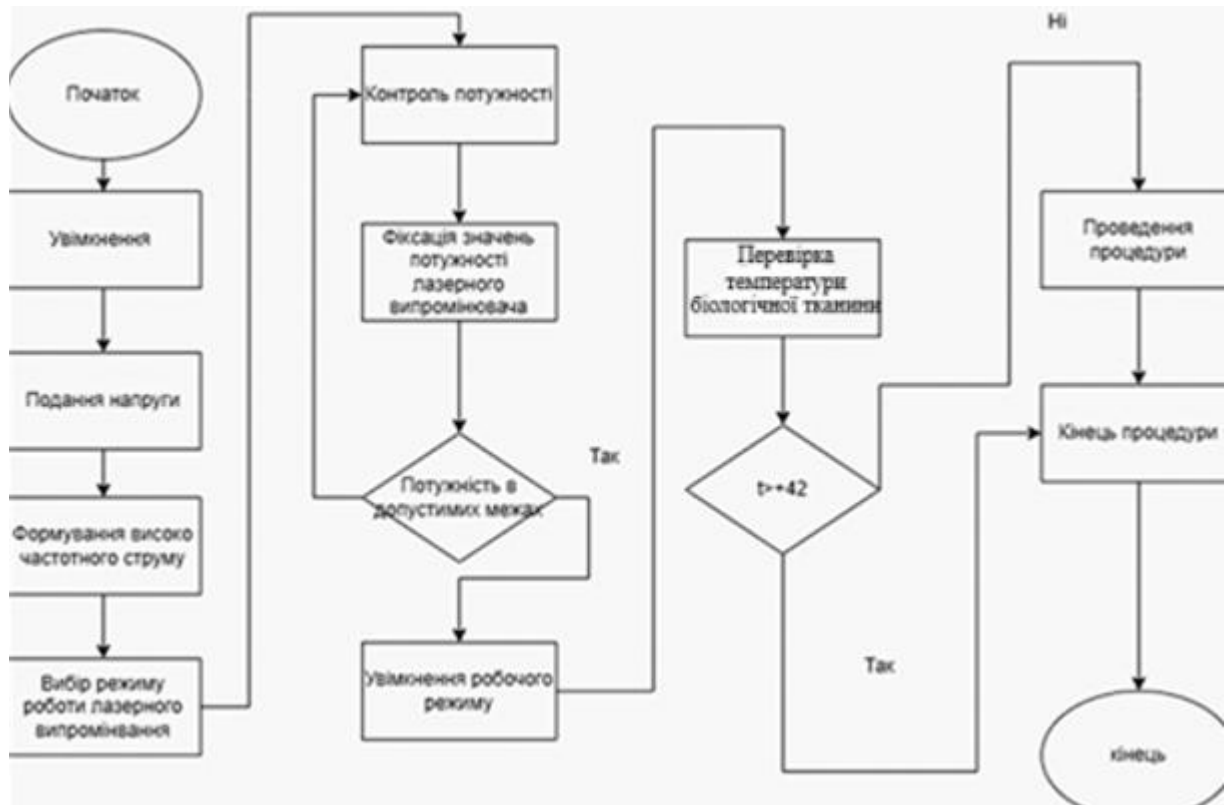 Початок
Увімкнення
Подання напруги
Формування високо
частотного струму
Вибір режиму
роботи лазерного
випромінвання
Контроль потужності
Фіксація значень
потужності
лазерного
випромінювача
Потужність в
допустимих межах
Так
Увімкнення робочого
режиму
Перевірка
температури
біологічної тканини
t>+42
Так
Ні
Проведення
процедури
Кінець процедури
кінець